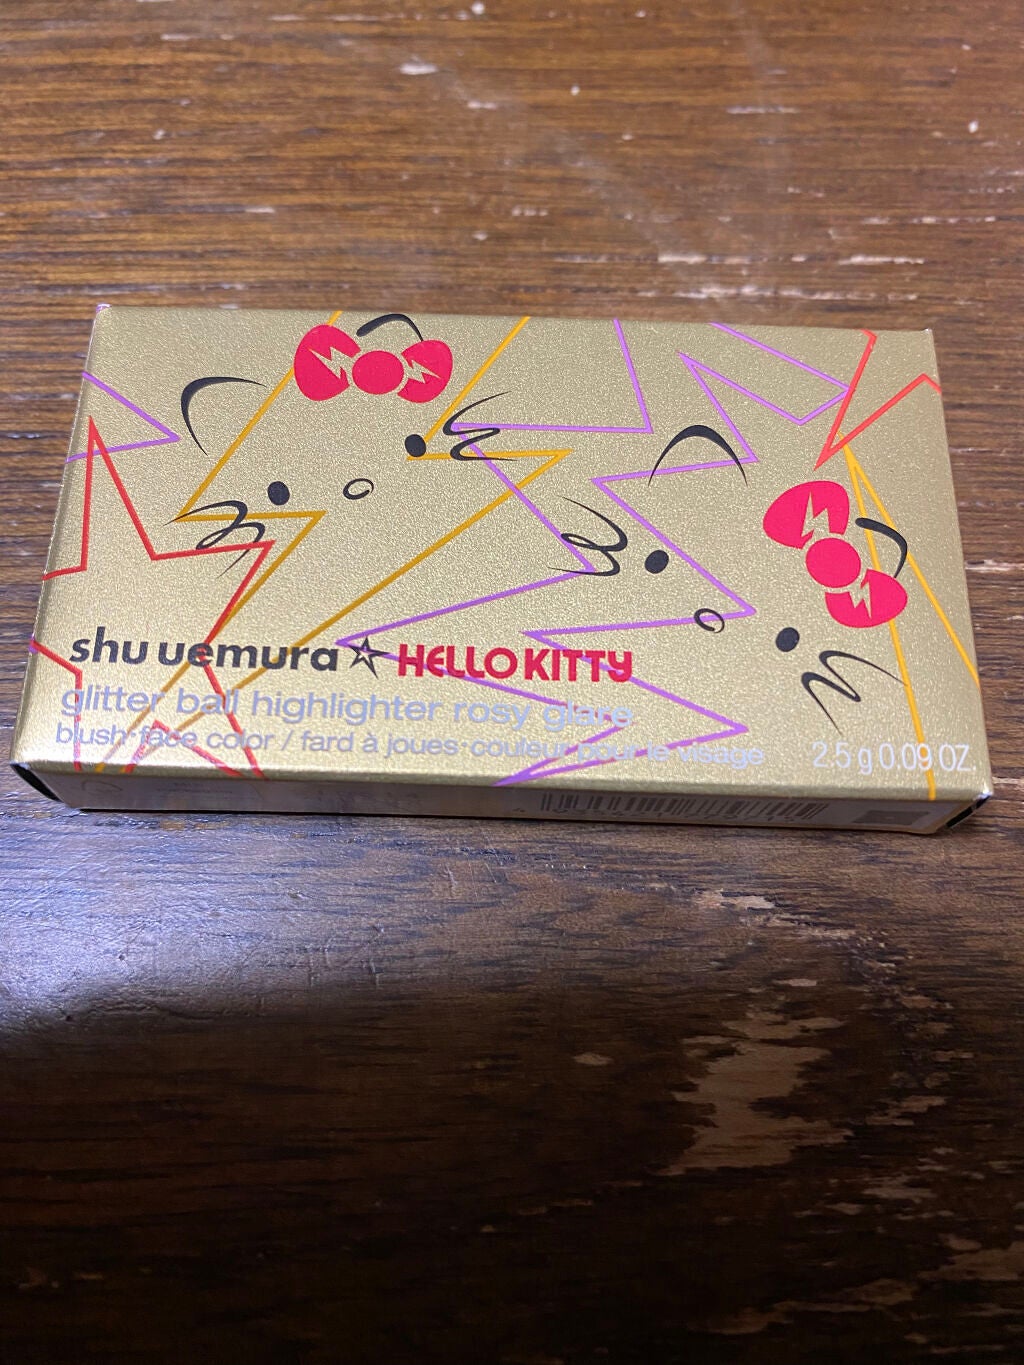 shu uemura ☆ HELLO KITTY
glitter ball highlighter rosy glare
blush·face color / fard à joues·couleur pour le visage 2.5 g 0.09 OZ.